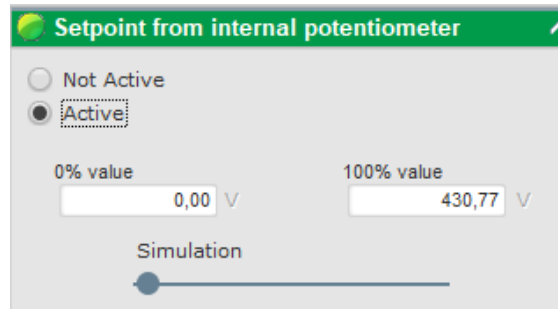 Setpoint from internal potentiometer
Not Active
Active
0% value 100% value
0,00 V 430,77 V
Simulation